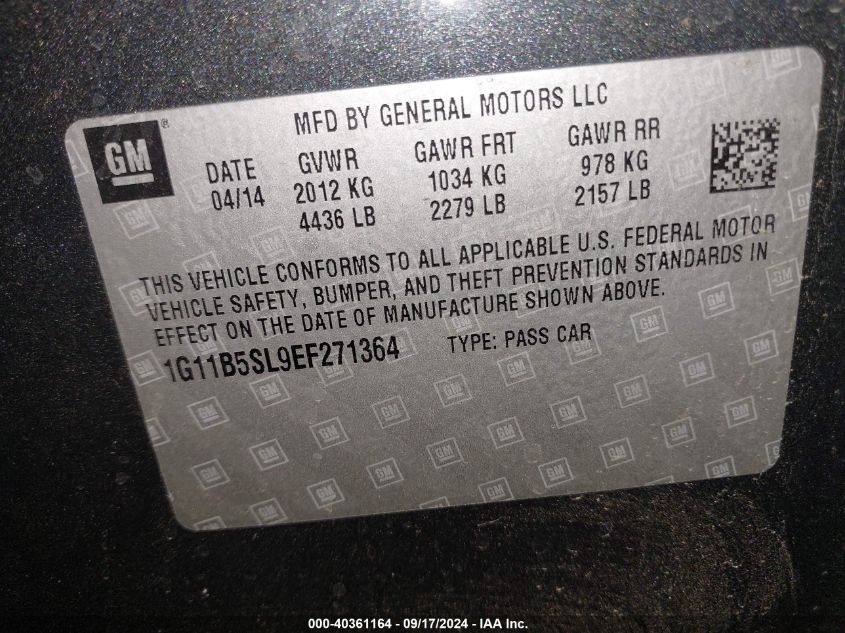 MFD BY GENERAL MOTORS LLC
GM®
DATE GVWR GAWR FRT GAWR RR
04/14 2012 KG 1034 KG 978 KG
4436 LB 2279 LB 2157 LB
THIS VEHICLE CONFORMS TO ALL APPLICABLE U.S. FEDERAL MOTOR
VEHICLE SAFETY, BUMPER, AND THEFT PREVENTION STANDARDS IN
EFFECT ON THE DATE OF MANUFACTURE SHOWN ABOVE.
1G11B5SL9EF271364 TYPE: PASS CAR
000-40361164 - 09/17/2024 - IAA Inc.